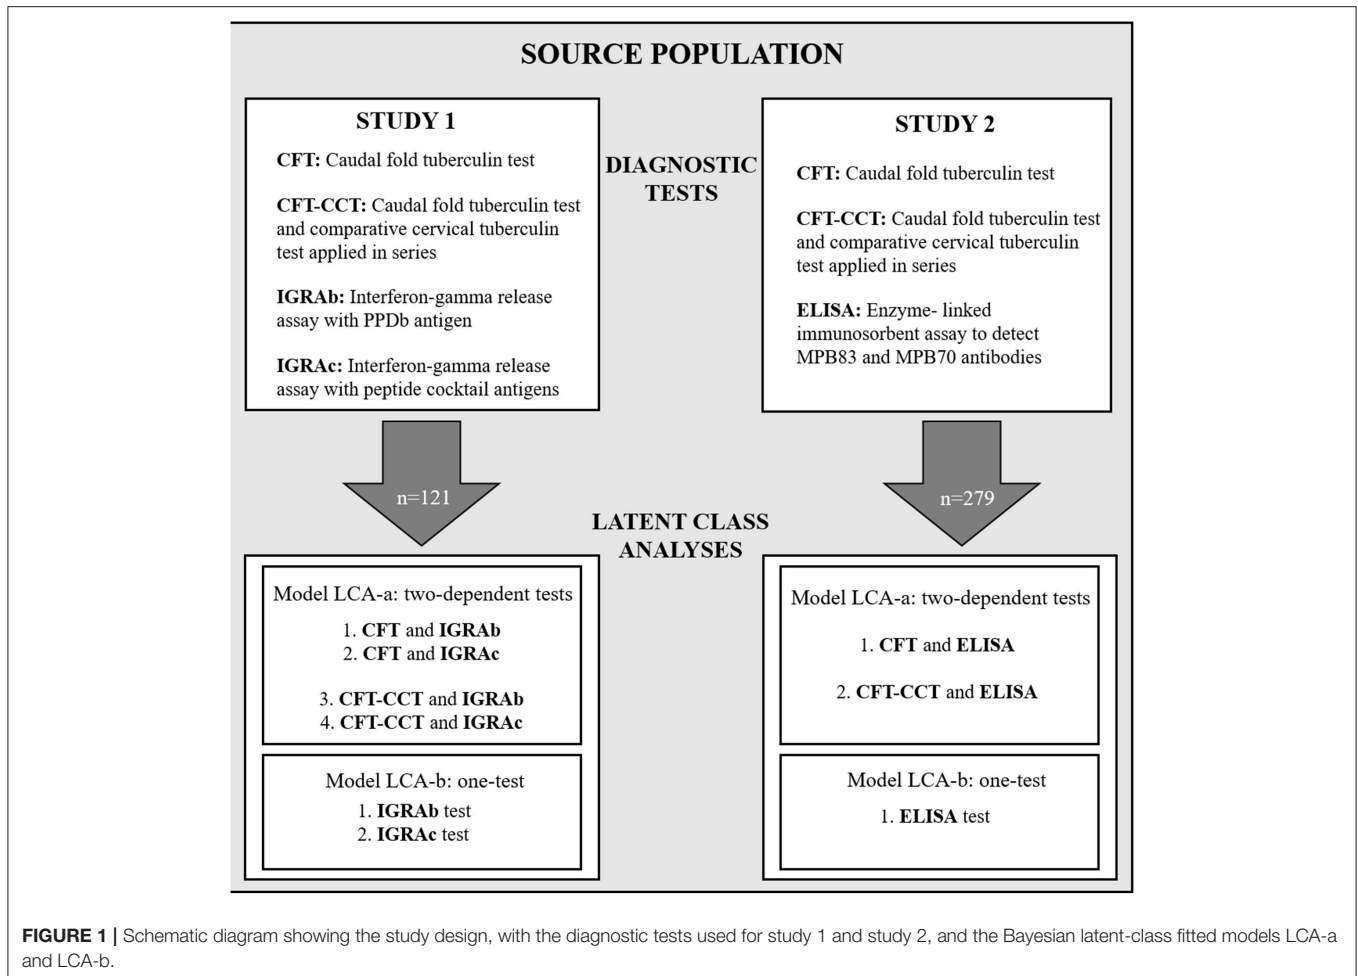 SOURCE POPULATION
STUDY 1
CFT: Caudal fold tuberculin test
CFT-CCT: Caudal fold tuberculin test
and comparative cervical tuberculin
test applied in series
IGRAb: Interferon-gamma release
assay with PPDb antigen
IGRAc: Interferon-gamma release
assay with peptide cocktail antigens
DIAGNOSTIC
TESTS
STUDY 2
CFT: Caudal fold tuberculin test
CFT-CCT: Caudal fold tuberculin test
and comparative cervical tuberculin
test applied in series
ELISA: Enzyme- linked
immunosorbent assay to detect
MPB83 and MPB70 antibodies
n=121
n=279
LATENT CLASS
ANALYSES
Model LCA-a: two-dependent tests
1. CFT and IGRAb
2. CFT and IGRAc
3. CFT-CCT and IGRAb
4. CFT-CCT and IGRAc
Model LCA-b: one-test
1. IGRAb test
2. IGRAc test
Model LCA-a: two-dependent tests
1. CFT and ELISA
2. CFT-CCT and ELISA
Model LCA-b: one-test
1. ELISA test
FIGURE 1 | Schematic diagram showing the study design, with the diagnostic tests used for study 1 and study 2, and the Bayesian latent-class fitted models LCA-a
and LCA-b.